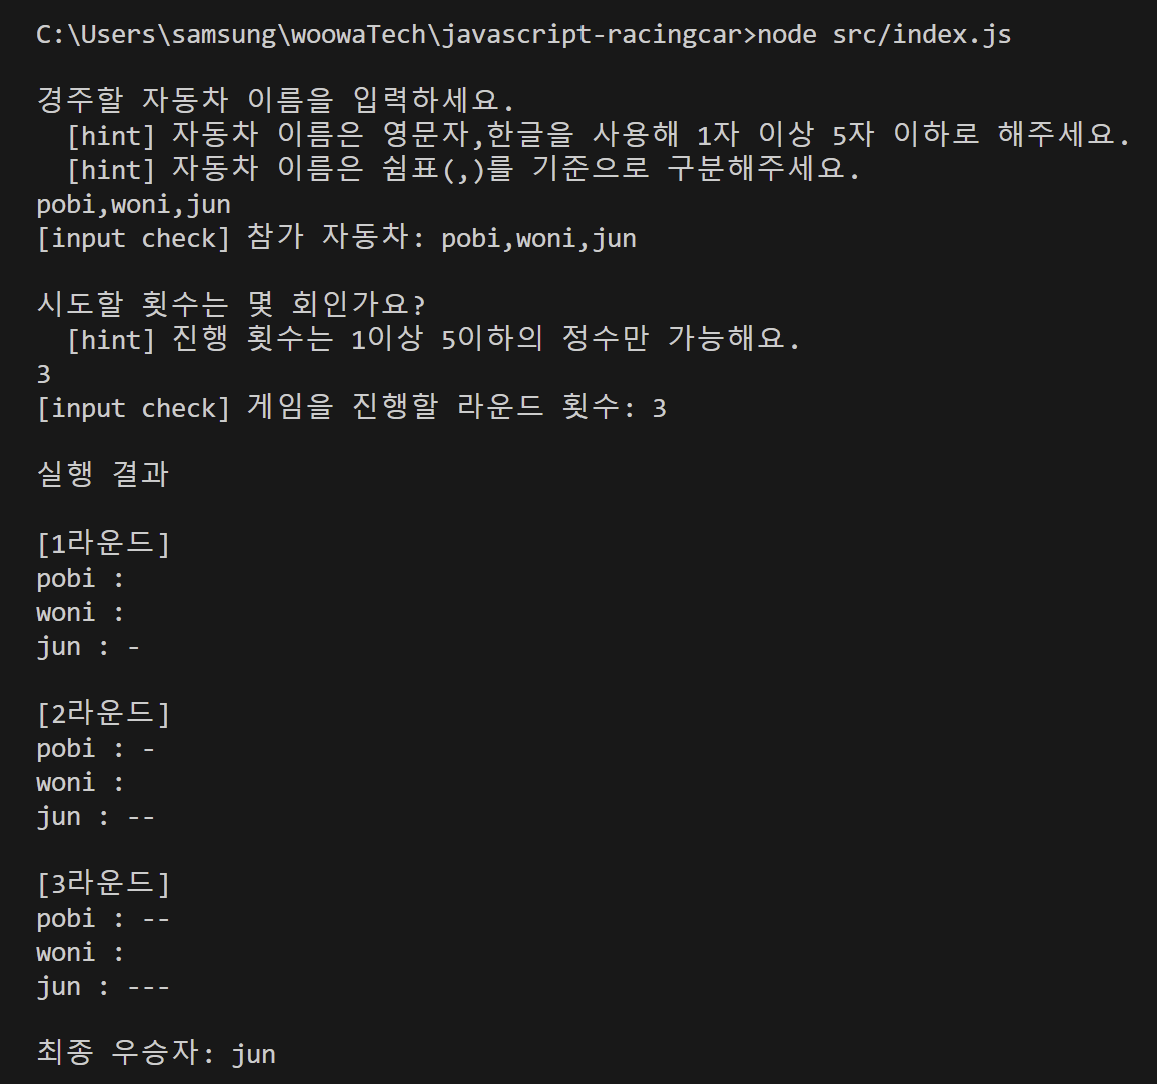 C:\Users\samsung\woowaTech\javascript-racingcar>node src/index.js
경주할 자동차 이름을 입력하세요.
[hint] 자동차 이름은 영문자,한글을 사용해 1자 이상 5자 이하로 해주세요.
[hint] 자동차 이름은 쉼표(,)를 기준으로 구분해주세요.
pobi,woni,jun
[input check] 참가 자동차: pobi,woni,jun
시도할 횟수는 몇 회인가요?
[hint] 진행 횟수는 1이상 5이하의 정수만 가능해요.
3
[input check] 게임을 진행할 라운드 횟수: 3
실행 결과
[1라운드]
pobi :
woni :
jun : -
[2라운드]
pobi : -
woni :
jun : --
[3라운드]
pobi : --
woni :
jun : ---
최종 우승자: jun